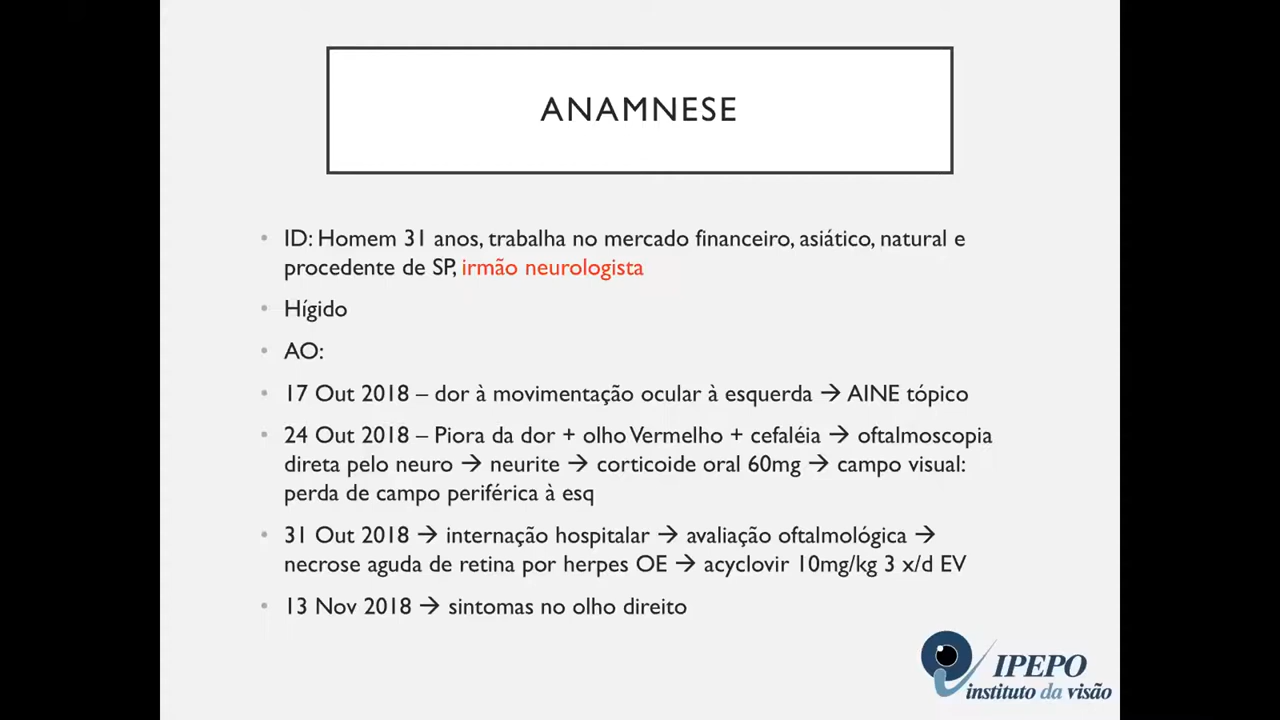 ANAMNESE
• ID: Homem 31 anos, trabalha no mercado financeiro, asiático, natural e
procedente de SP, irmão neurologista
• Hígido
• AO:
• 17 Out 2018 – dor à movimentação ocular à esquerda → AINE tópico
• 24 Out 2018 – Piora da dor + olho Vermelho + cefaléia → oftalmoscopia
direta pelo neuro → neurite → corticoide oral 60mg → campo visual:
perda de campo periférica à esq
• 31 Out 2018 → internação hospitalar → avaliação oftalmológica →
necrose aguda de retina por herpes OE → acyclovir 10mg/kg 3 x/d EV
• 13 Nov 2018 → sintomas no olho direito
IPEPO
instituto da visão